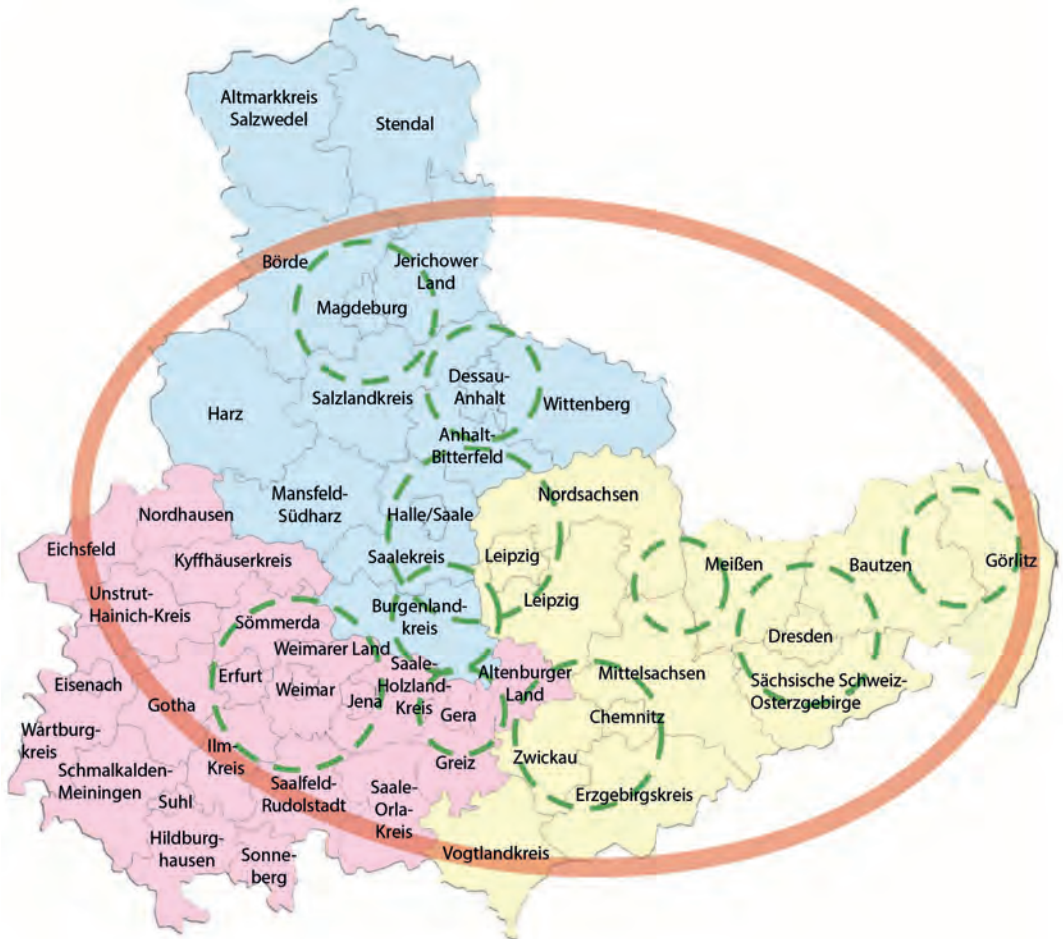 Altmarkkreis
Salzwedel
Stendal
Börde
Jerichower
Land
Magdeburg
Dessau-
Anhalt
Harz
Salzlandkreis
Wittenberg
Anhalt-
Bitterfeld
Mansfeld-
Südharz
Halle/Saale
Nordsachsen
Nordhausen
Eichsfeld
Kyffhäuserkreis
Saalekreis
Leipzig
Meißen
Bautzen
Görlitz
Unstrut-
Hainich-Kreis
Sömmerda
Burgenland-
kreis
Leipzig
Dresden
Weimarer Land
Saale-
Holzland-
Kreis
Altenburger
Land
Mittelsachsen
Sächsische Schweiz-
Osterzgebirge
Eisenach
Erfurt
Weimar
Jena
Gotha
Gera
Chemnitz
Wartburg-
kreis
Ilm-
Kreis
Greiz
Zwickau
Schmalkalden-
Meiningen
Suhl
Saalfeld-
Rudolstadt
Saale-
Orla-
Kreis
Erzgebirgskreis
Hildburg-
hausen
Sonne-
berg
Vogtlandkreis